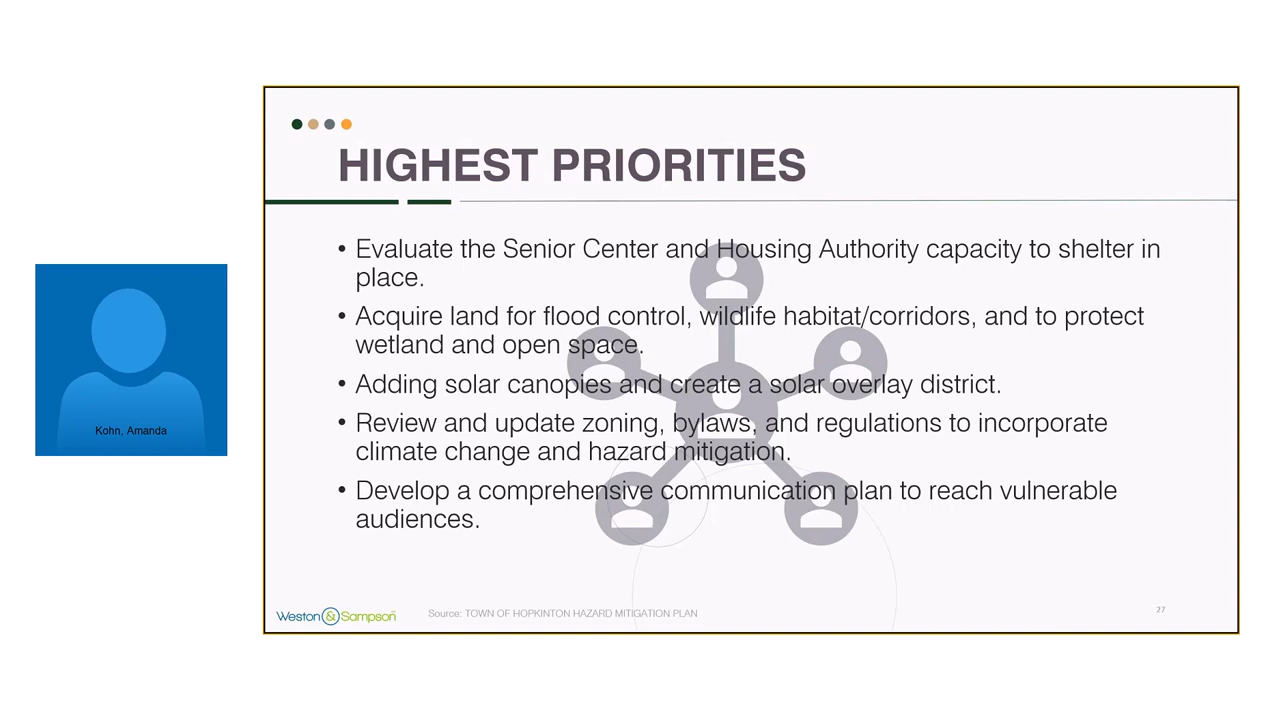 HIGHEST PRIORITIES
• Evaluate the Senior Center and Housing Authority capacity to shelter in
place.
• Acquire land for flood control, wildlife habitat/corridors, and to protect
wetland and open space.
• Adding solar canopies and create a solar overlay district.
• Review and update zoning, bylaws, and regulations to incorporate
climate change and hazard mitigation.
• Develop a comprehensive communication plan to reach vulnerable
audiences.
Kohn, Amanda
Weston & Sampson
Source: TOWN OF HOPKINTON HAZARD MITIGATION PLAN
27